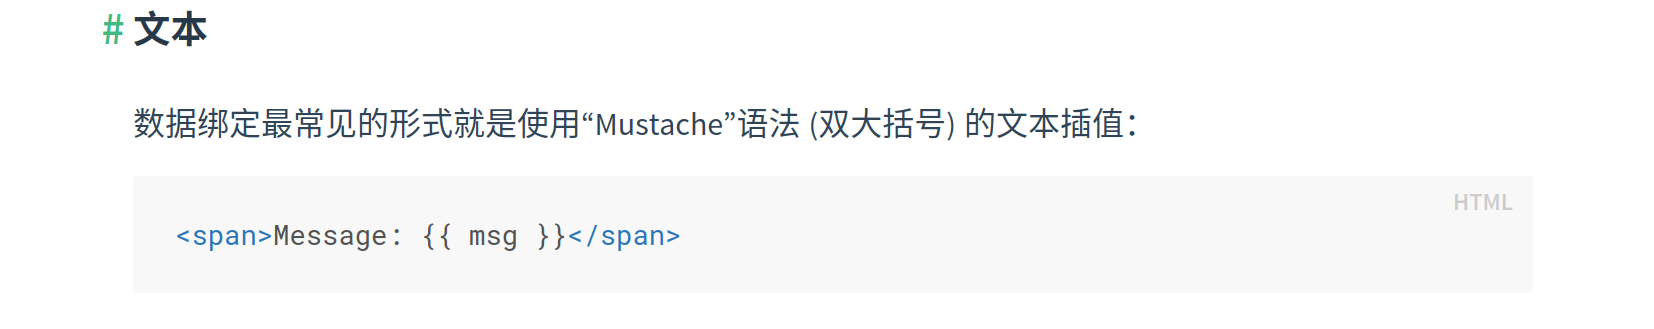 # 文本
数据绑定最常见的形式就是使用“Mustache”语法 (双大括号) 的文本插值：
HTML
<span>Message: {{ msg }}</span>